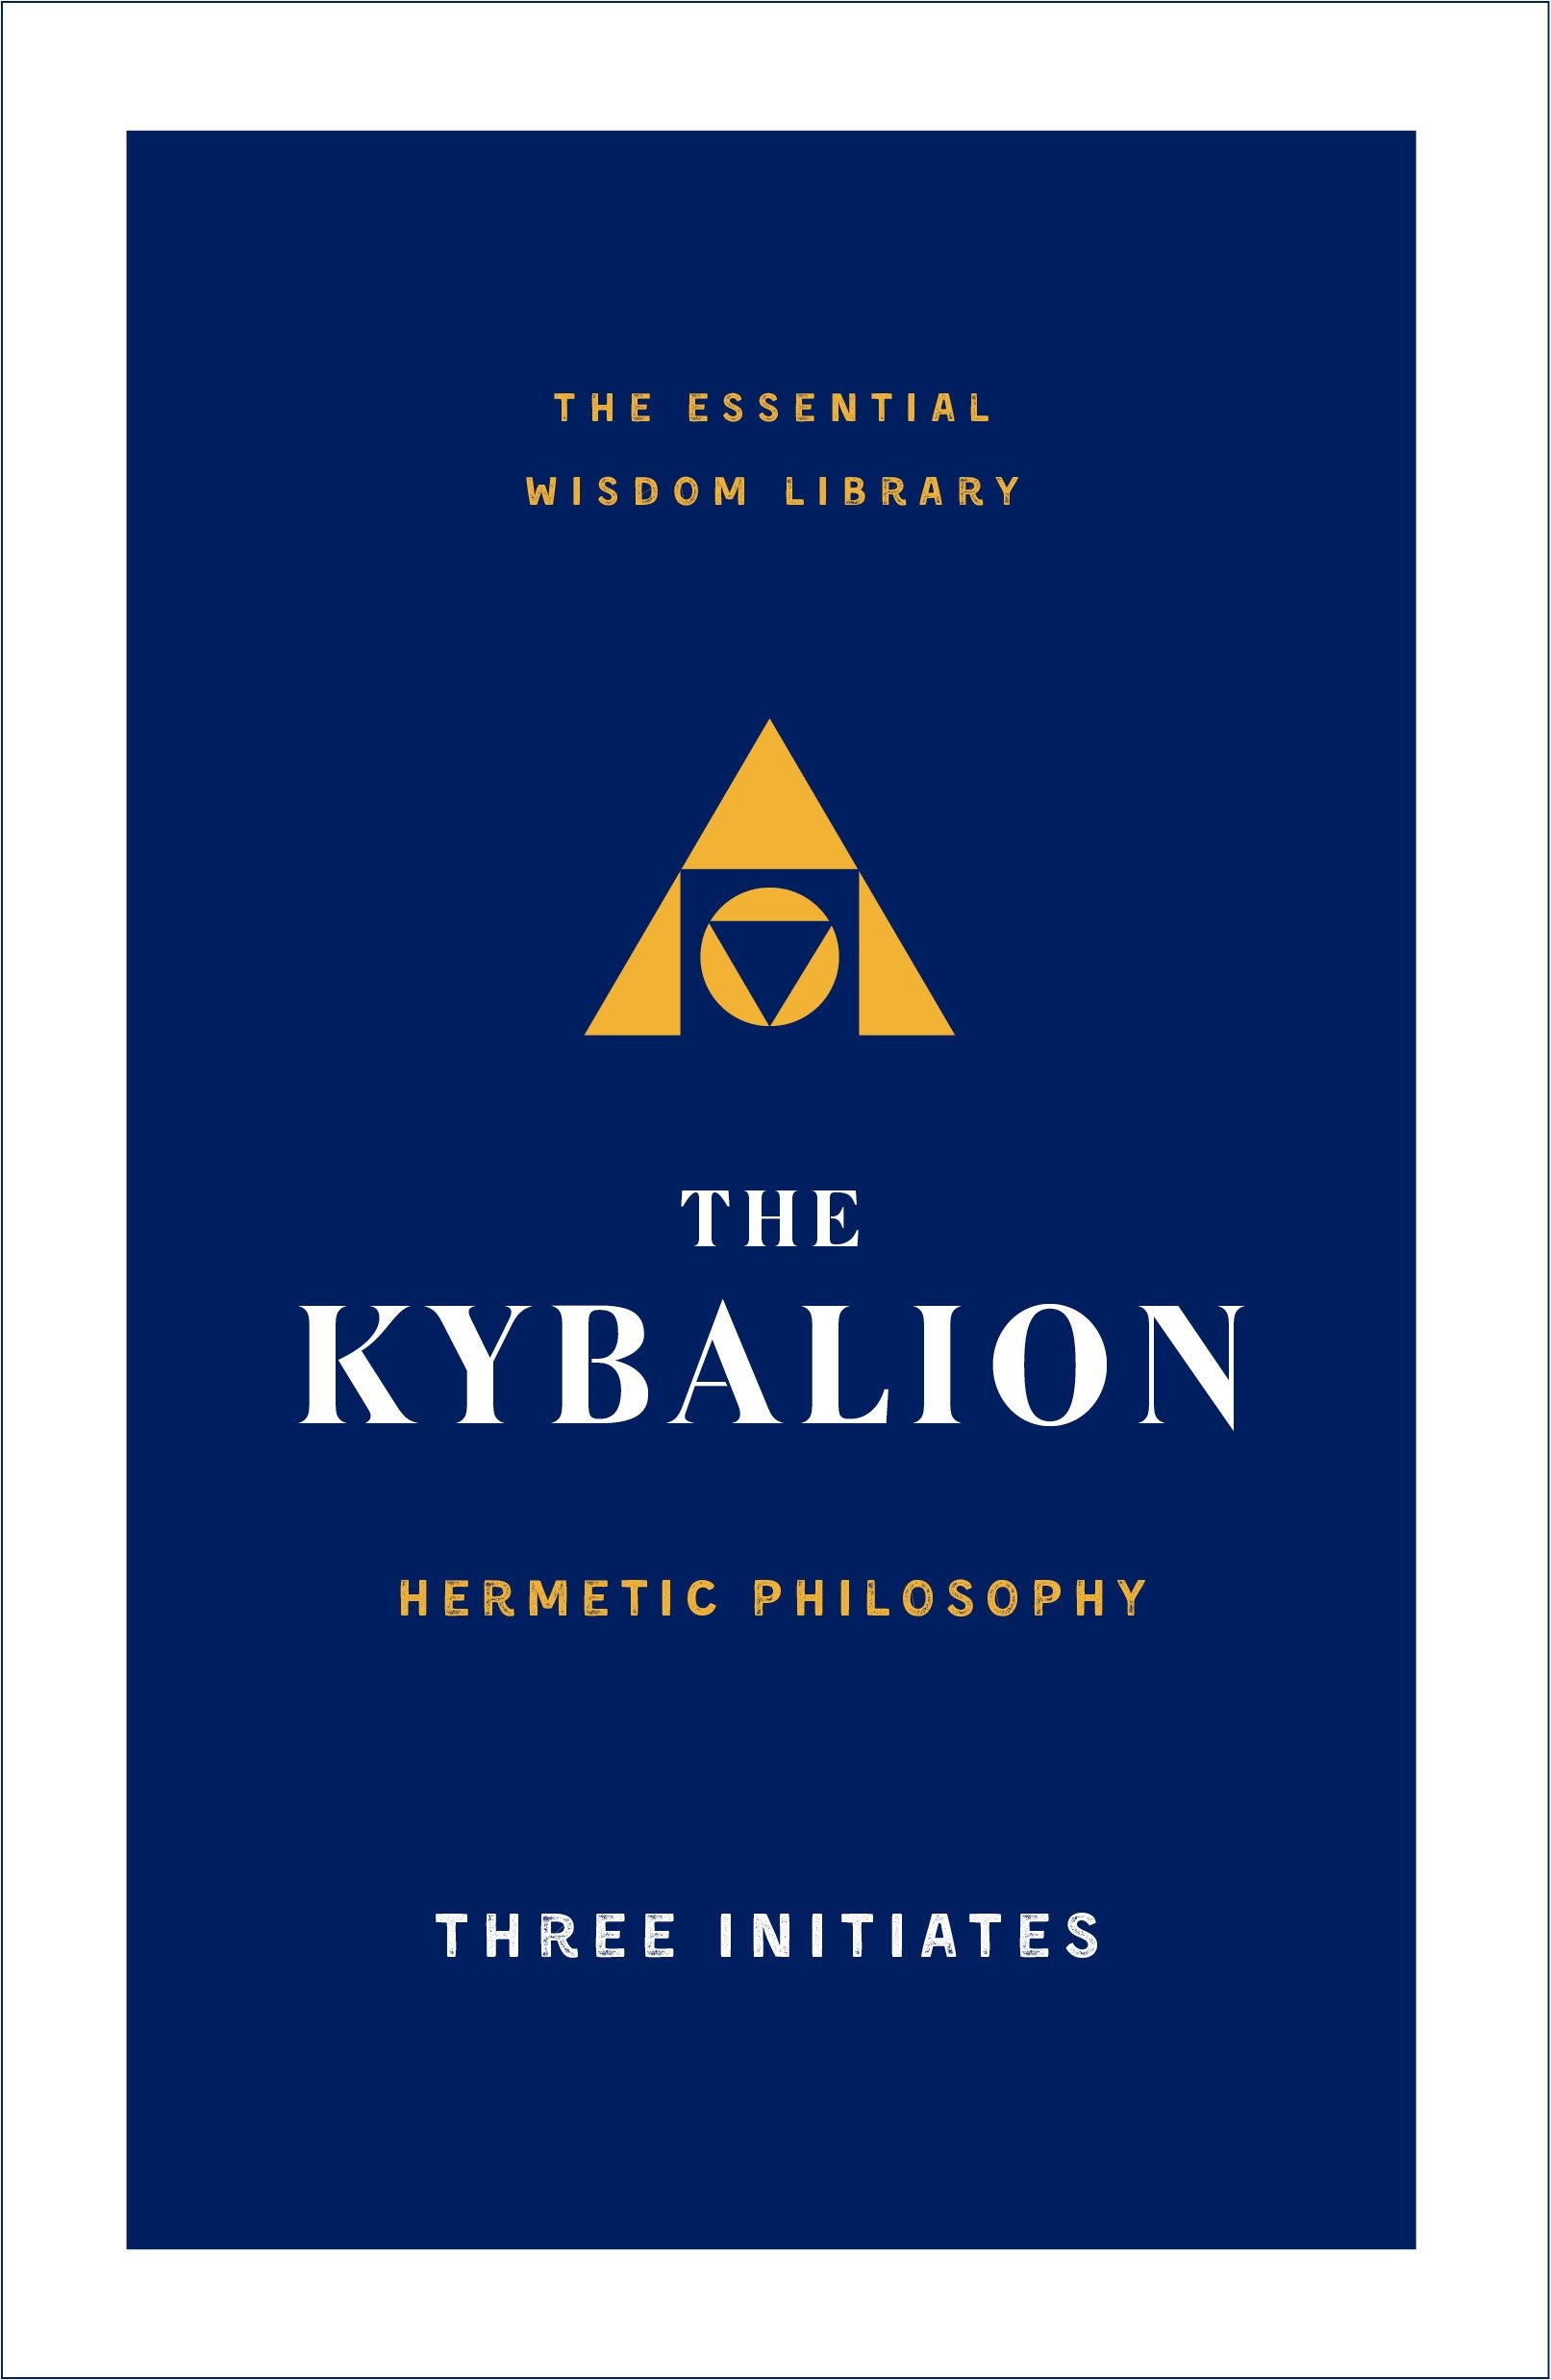 THE ESSENTIAL
WISDOM LIBRARY
THE
KYBALION
HERMETIC PHILOSOPHY
THREE INITIATES